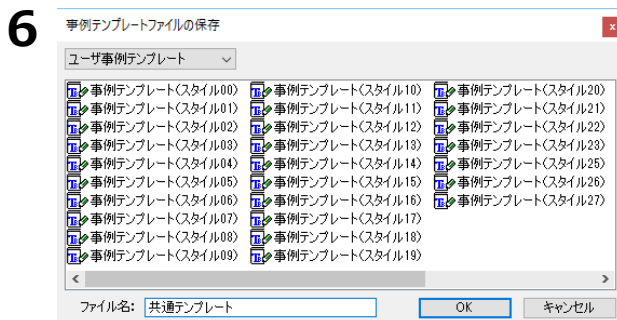 6
事例テンプレートファイルの保存
x
ユーザ事例テンプレート
事例テンプレート(スタイル00) 事例テンプレート(スタイル10) 事例テンプレート(スタイル20)
事例テンプレート(スタイル01) 事例テンプレート(スタイル11) 事例テンプレート(スタイル21)
事例テンプレート(スタイル02) 事例テンプレート(スタイル12) 事例テンプレート(スタイル22)
事例テンプレート(スタイル03) 事例テンプレート(スタイル13) 事例テンプレート(スタイル23)
事例テンプレート(スタイル04) 事例テンプレート(スタイル14) 事例テンプレート(スタイル25)
事例テンプレート(スタイル05) 事例テンプレート(スタイル15) 事例テンプレート(スタイル26)
事例テンプレート(スタイル06) 事例テンプレート(スタイル16) 事例テンプレート(スタイル27)
事例テンプレート(スタイル07) 事例テンプレート(スタイル17)
事例テンプレート(スタイル08) 事例テンプレート(スタイル18)
事例テンプレート(スタイル09) 事例テンプレート(スタイル19)
ファイル名: 共通テンプレート OK キャンセル